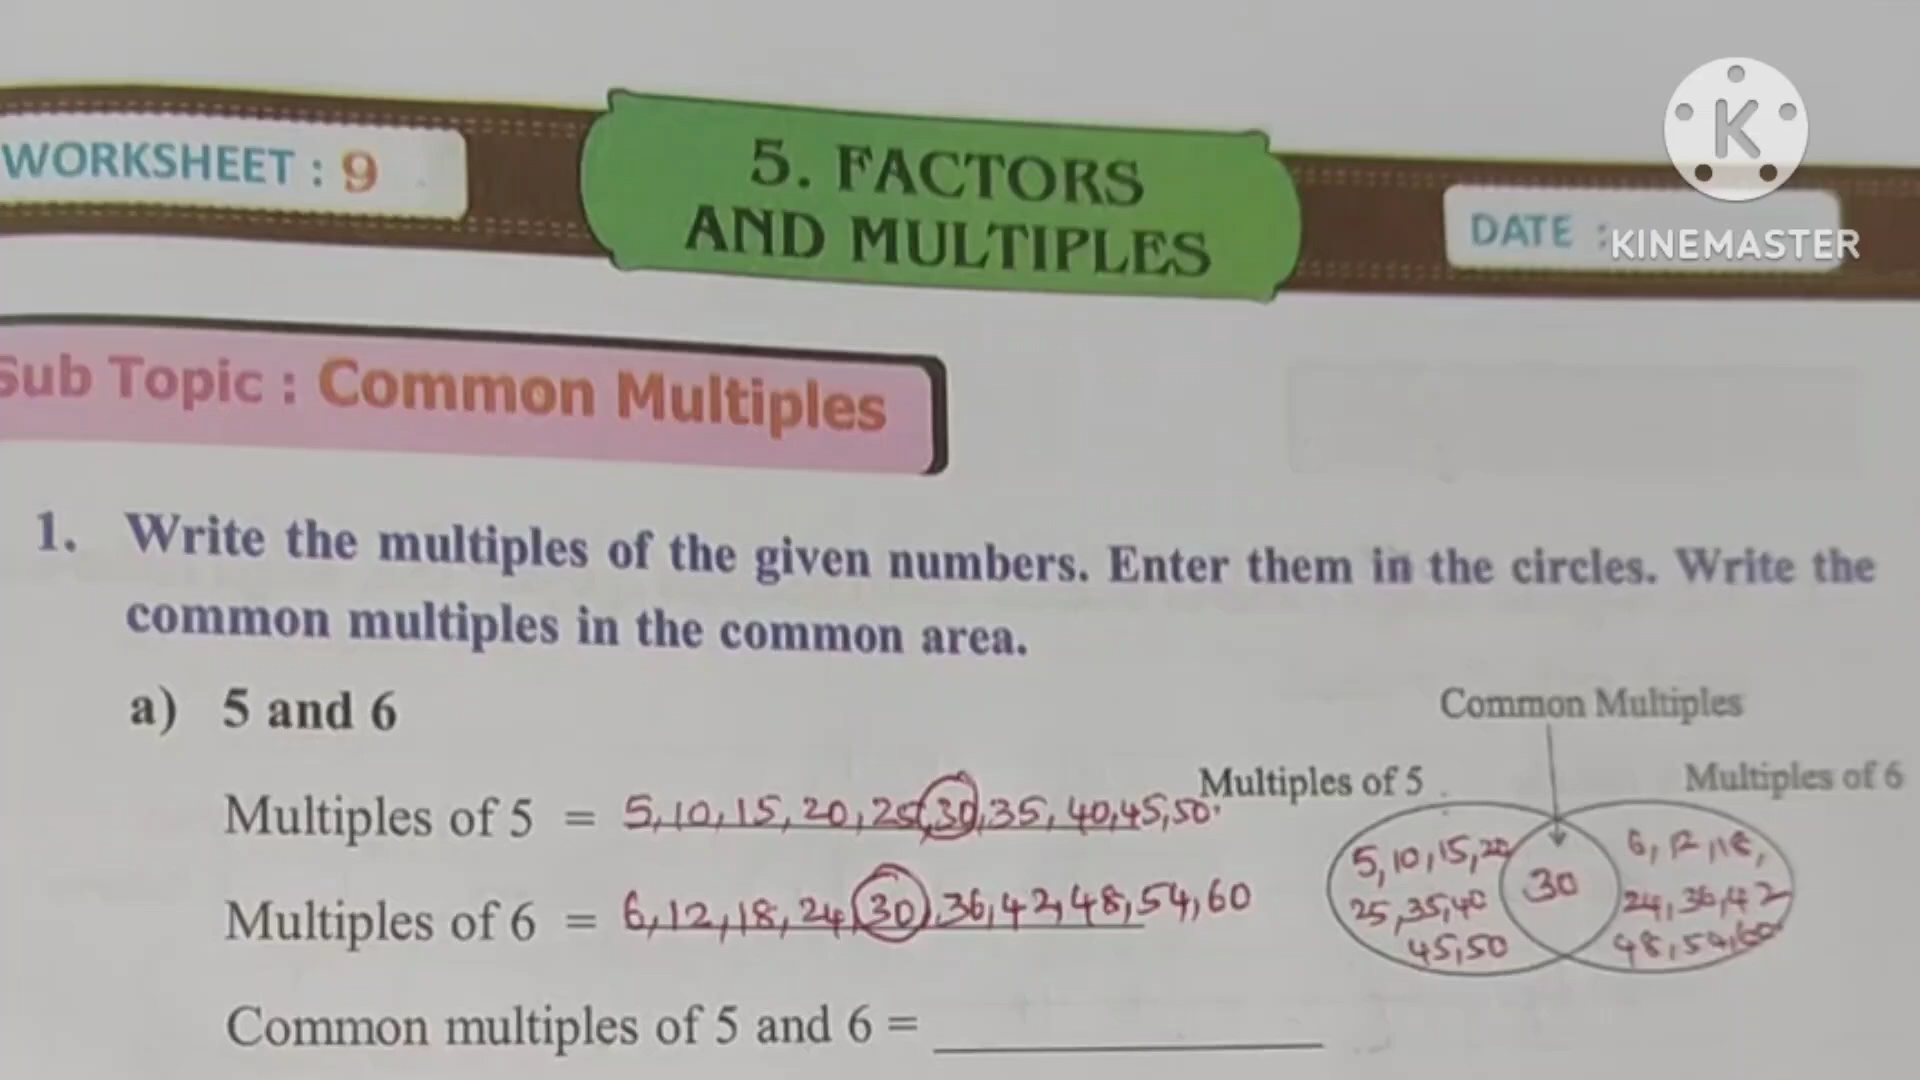 WORKSHEET : 9
5. FACTORS
AND MULTIPLES
DATE :
K
KINEMASTER
Sub Topic : Common Multiples
1. Write the multiples of the given numbers. Enter them in the circles. Write the
common multiples in the common area.
a) 5 and 6
Common Multiples
Multiples of 5
Multiples of 6
Multiples of 5 = 5, 10, 15, 20, 25, 30, 35, 40, 45, 50.
5, 10, 15, 20
25, 35, 40
45, 50
30
6, 12, 18,
24, 36, 42
48, 54, 60
Multiples of 6 = 6, 12, 18, 24, 30, 36, 42, 48, 54, 60
Common multiples of 5 and 6 =